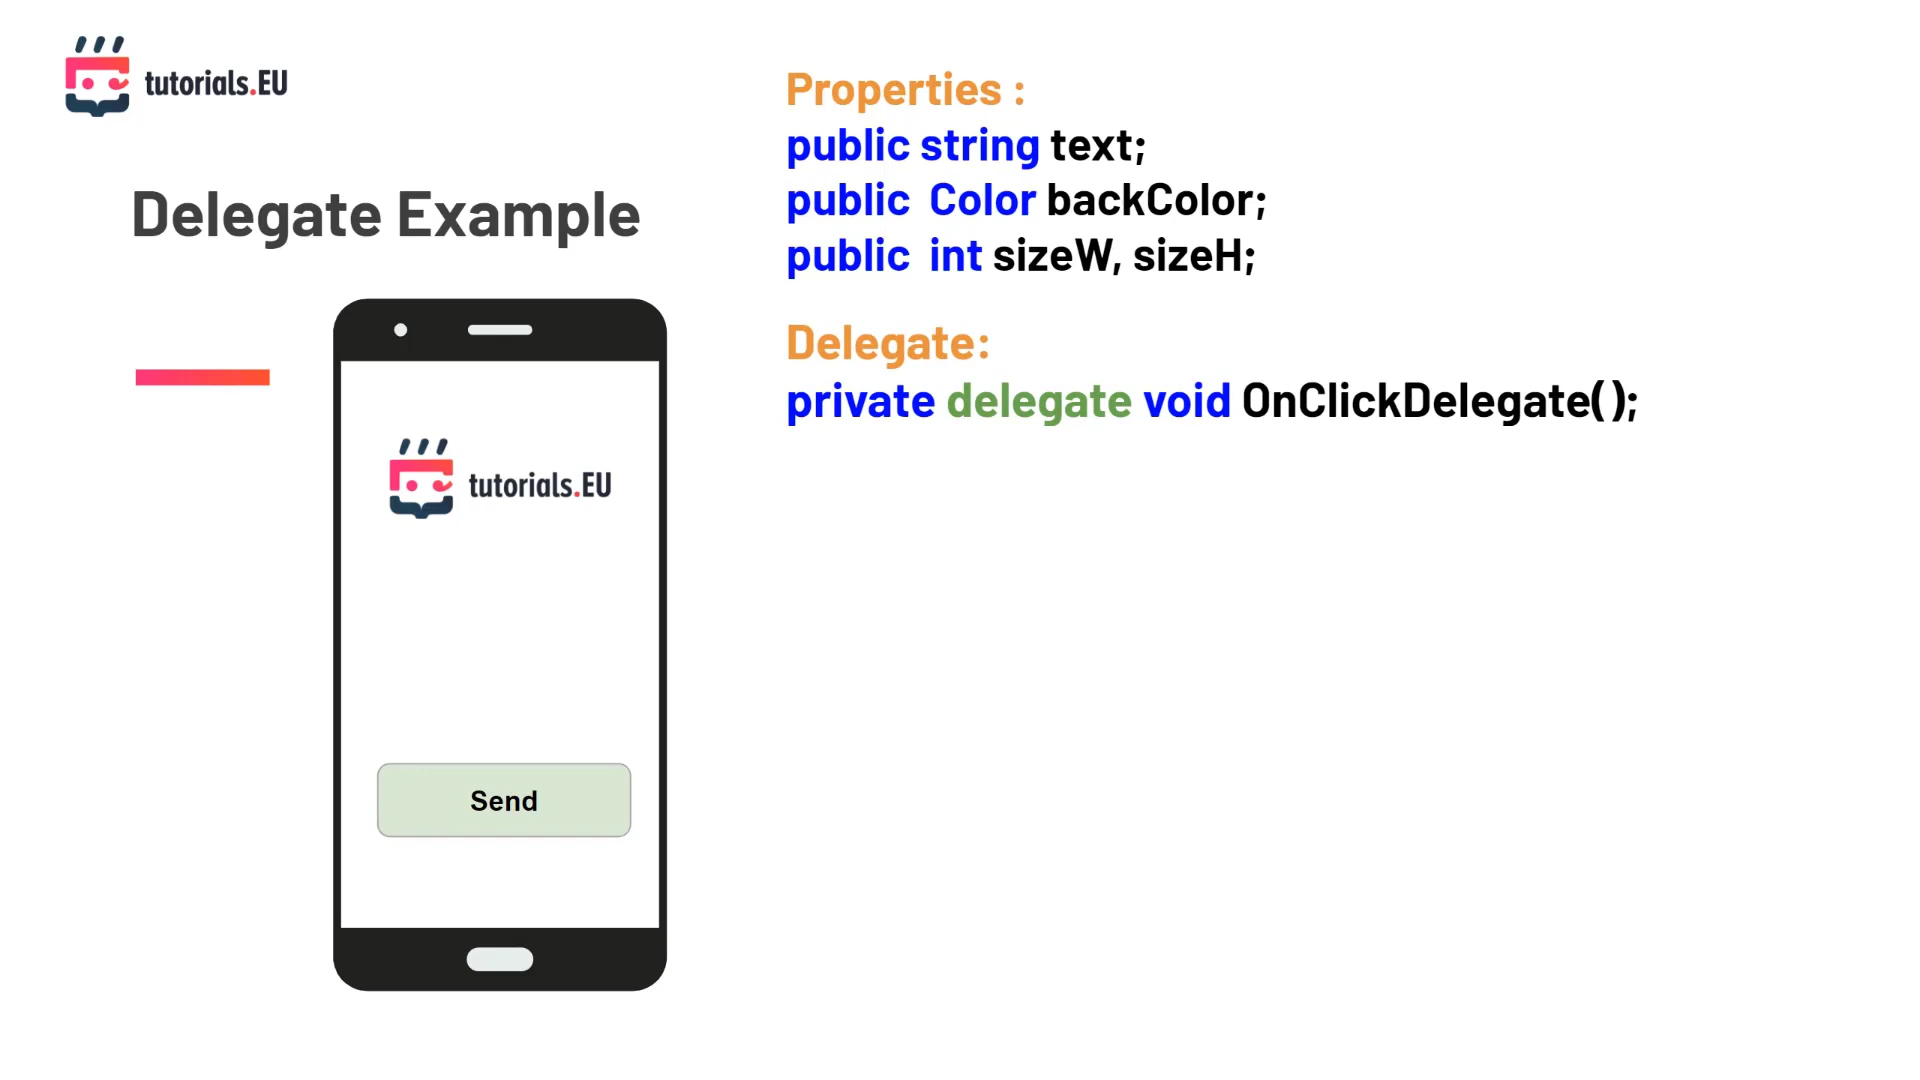 tutorials.EU
Delegate Example
Properties :
public string text;
public  Color backColor;
public  int sizeW, sizeH;
Delegate:
private delegate void OnClickDelegate();
tutorials.EU
Send